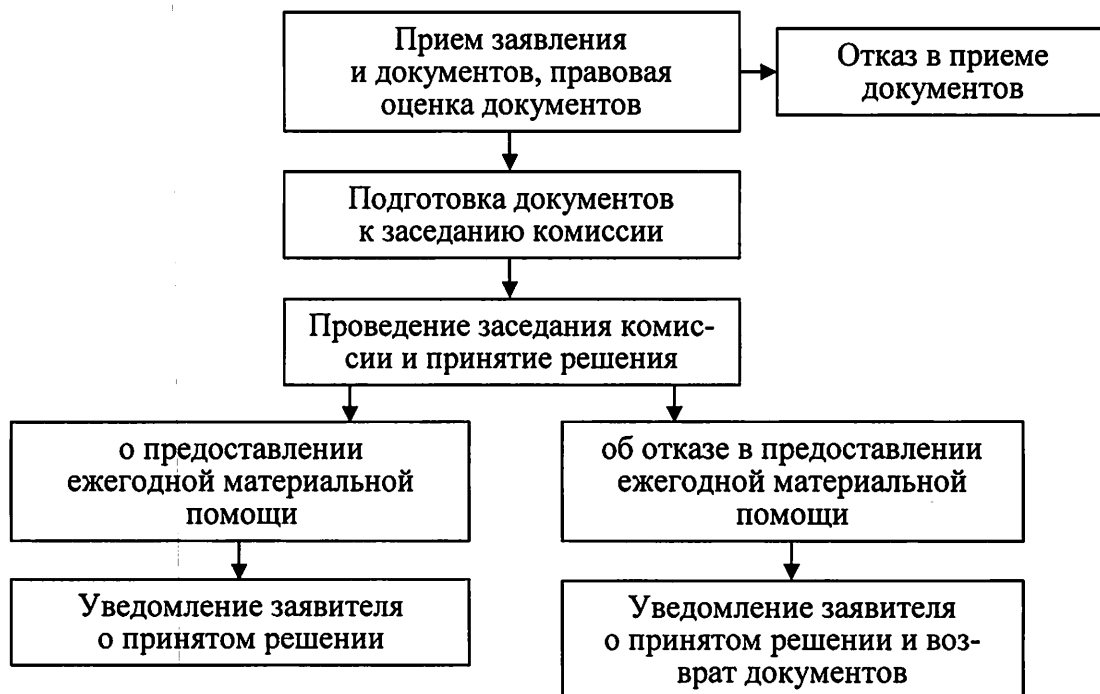 Прием заявления
и документов, правовая
оценка документов
Отказ в приеме
документов
Подготовка документов
к заседанию комиссии
Проведение заседания комис-
сии и принятие решения
о предоставлении
ежегодной материальной
помощи
об отказе в предоставлении
ежегодной материальной
помощи
Уведомление заявителя
о принятом решении
Уведомление заявителя
о принятом решении и воз-
врат документов